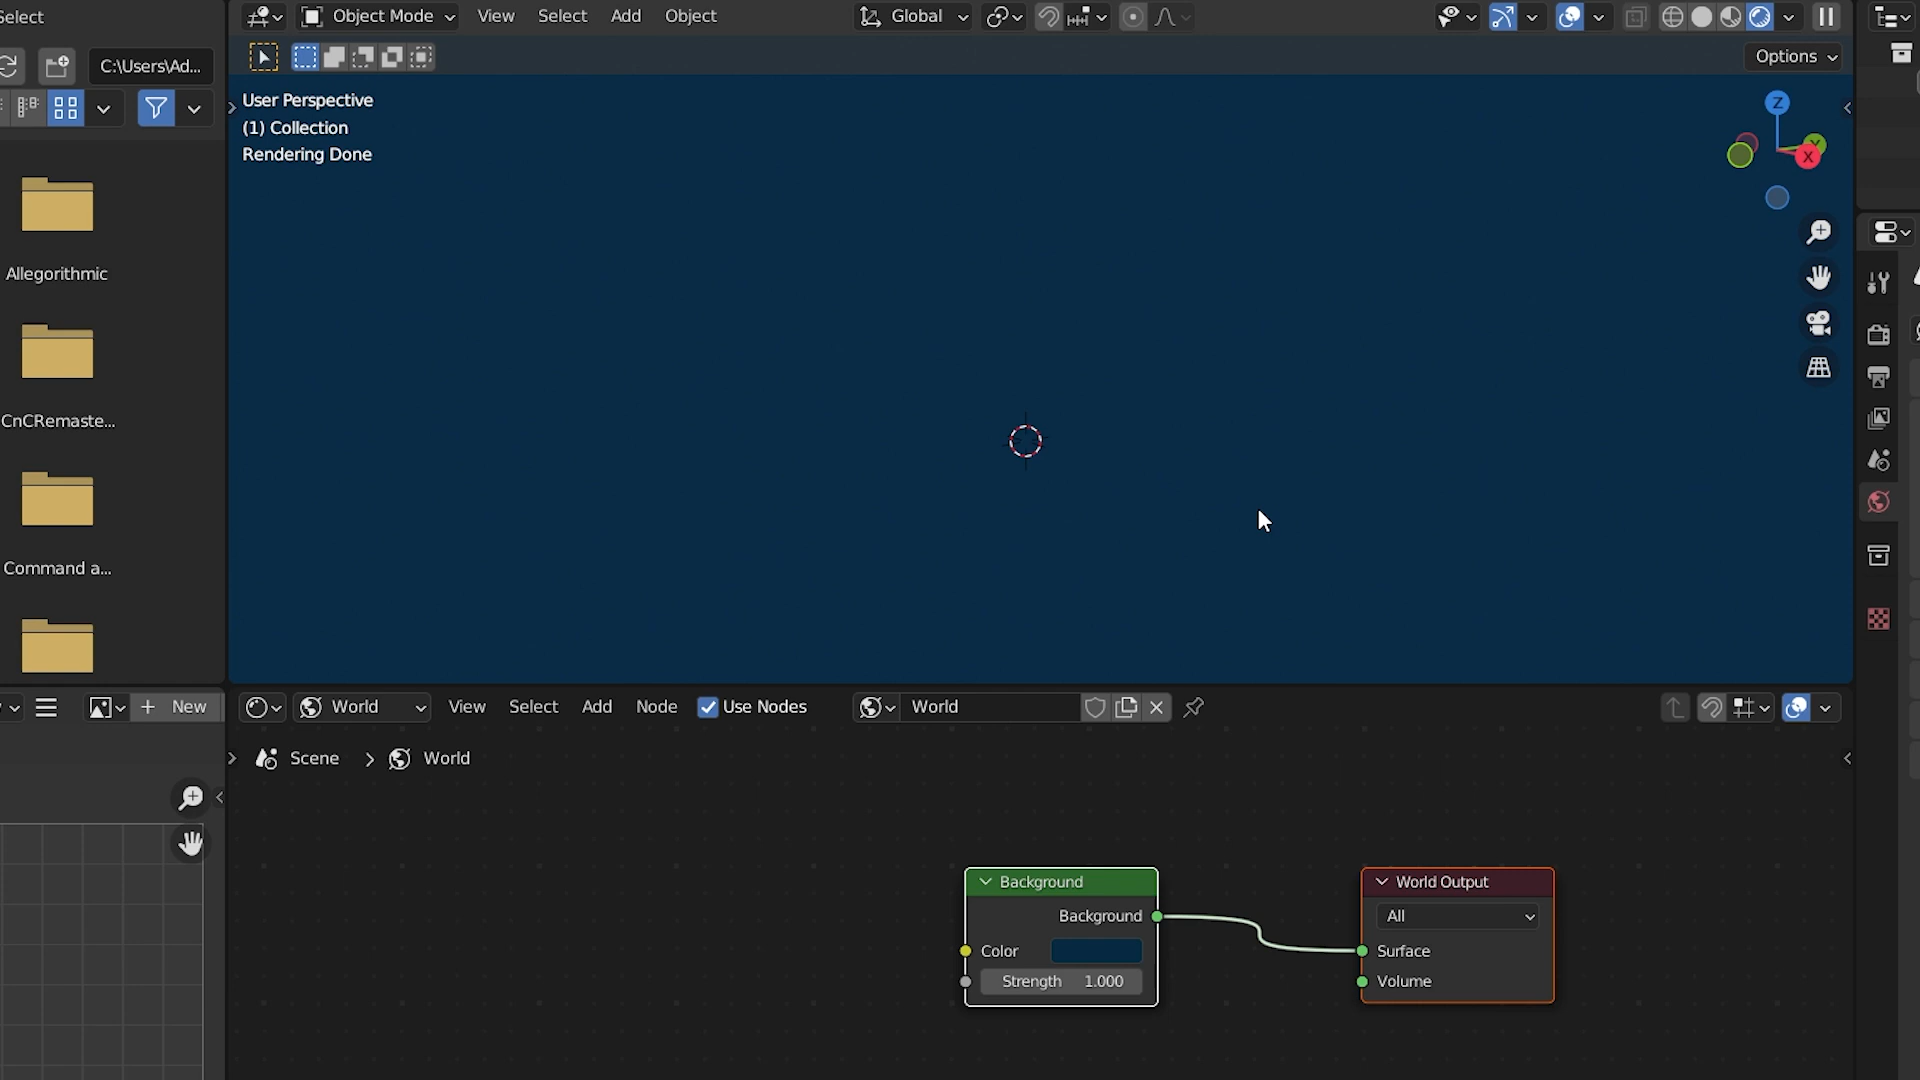 Select
Object Mode
View
Select
Add
Object
Global
C:\Users\Ad...
Options
User Perspective
(1) Collection
Rendering Done
Z
Y
X
Allegorithmic
CnCRemaste...
Command a...
New
World
View
Select
Add
Node
Use Nodes
World
Scene
World
Background
World Output
Background
All
Color
Surface
Strength 1.000
Volume